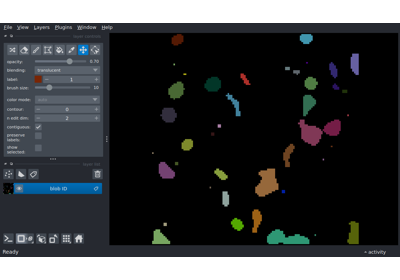 File View Layers Plugins Window Help
opacity: 0.70
blending: translucent
label: 1
brush size: 10
color mode:
contour: 0
n edit dim: 2
contiguous:
preserve
labels:
show
selected:
blob ID
Ready
activity